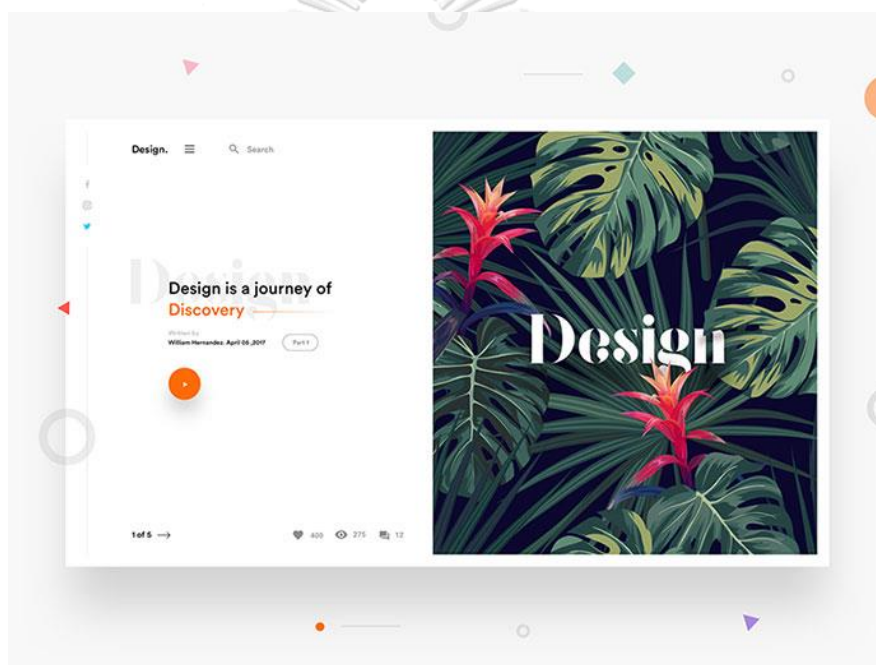 Design.
Search
Design
Design is a journey of
Discovery
Written by
William Hernandez. April 06 ,2017
Part 1
1 of 5
400
275
12
Design